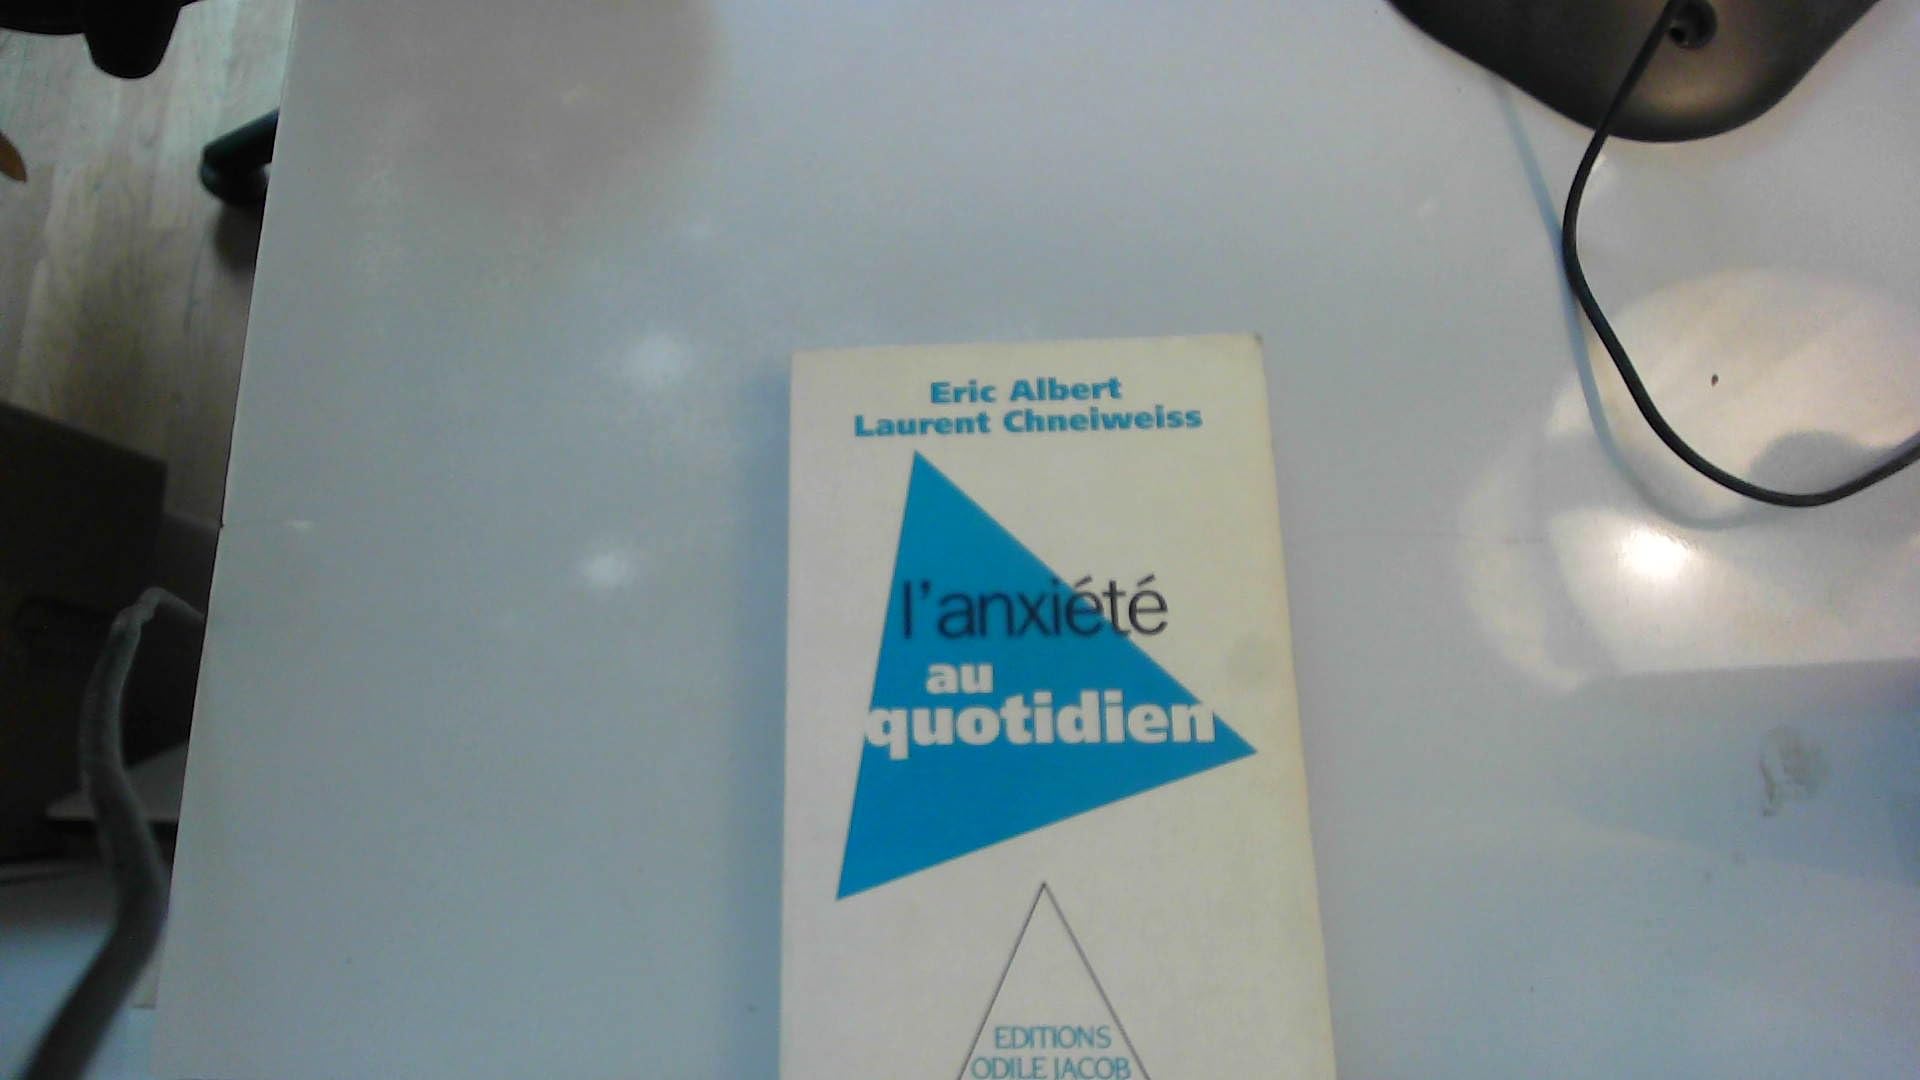 Eric Albert
Laurent Chneiweiss
l'anxiété
au
quotidien
EDITIONS
ODILE JACOB